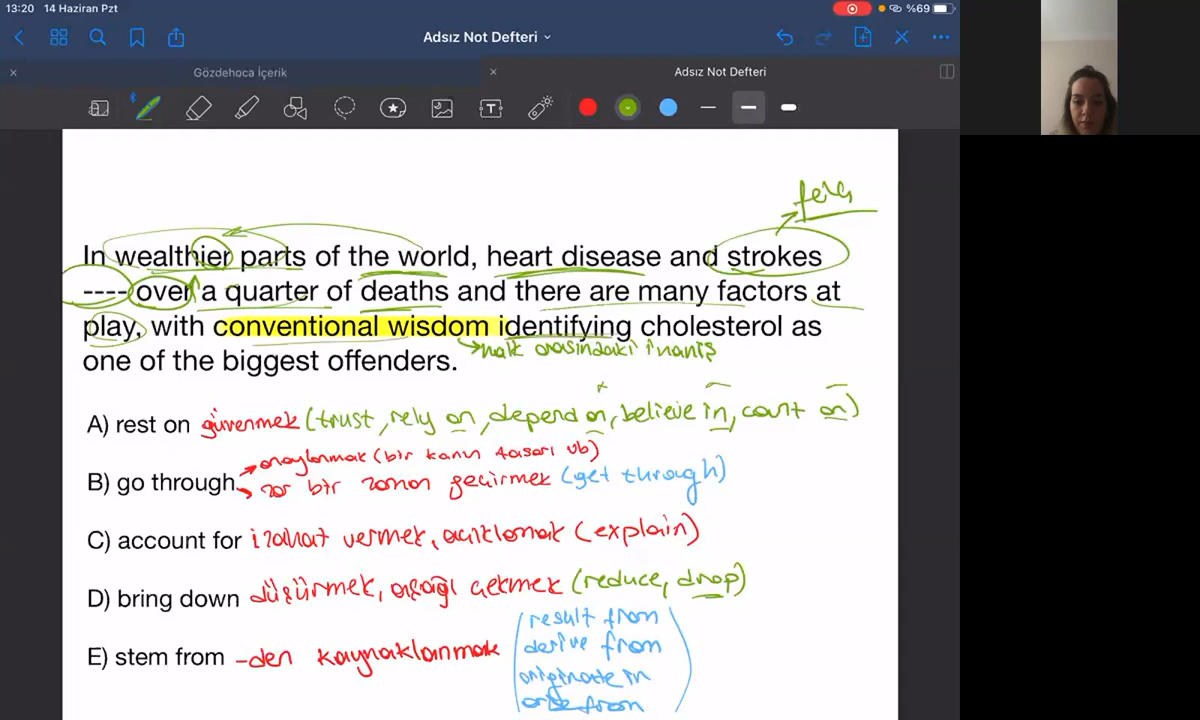 13:20 14 Haziran Pzt %69
Adsız Not Defteri
Gözdehoca İçerik Adsız Not Defteri
felç
In wealthier parts of the world, heart disease and strokes
---- over a quarter of deaths and there are many factors at
play, with conventional wisdom identifying cholesterol as
halk arasındaki inanış
one of the biggest offenders.
A) rest on güvenmek (trust, rely on, depend on, believe in, count on)
onaylanmak (bir kanun tasarı vb)
B) go through zor bir zaman geçirmek (get through)
C) account for izahat vermek, açıklamak (explain)
D) bring down düşürmek, aşağı çekmek (reduce, drop)
result from
derive from
E) stem from -den kaynaklanmak
originate in
arise from